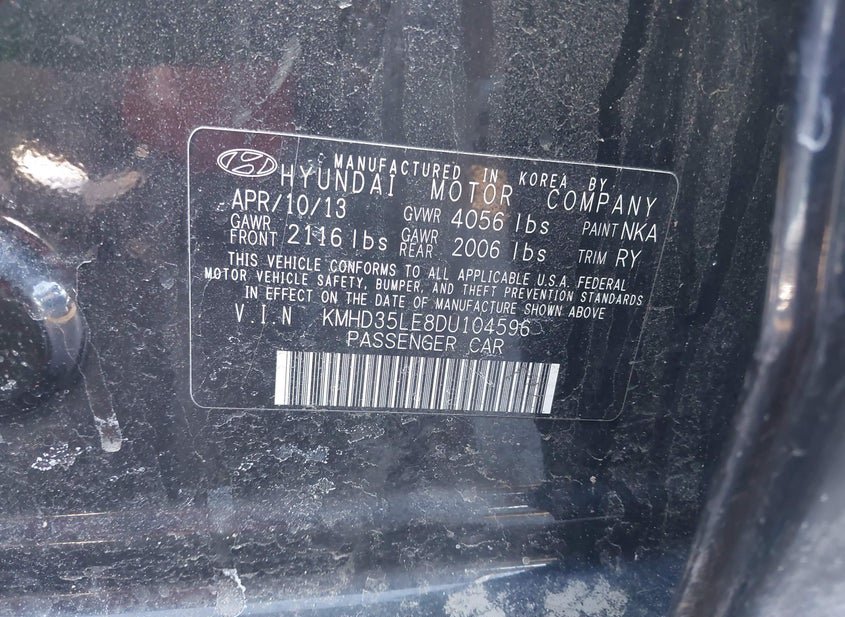 MANUFACTURED IN KOREA BY
HYUNDAI MOTOR COMPANY
APR/10/13 GVWR 4056 lbs PAINT NKA
GAWR FRONT 2116 lbs GAWR REAR 2006 lbs TRIM RY
THIS VEHICLE CONFORMS TO ALL APPLICABLE U.S.A. FEDERAL
MOTOR VEHICLE SAFETY, BUMPER, AND THEFT PREVENTION STANDARDS
IN EFFECT ON THE DATE OF MANUFACTURE SHOWN ABOVE
V.I.N KMHD35LE8DU104596
PASSENGER CAR